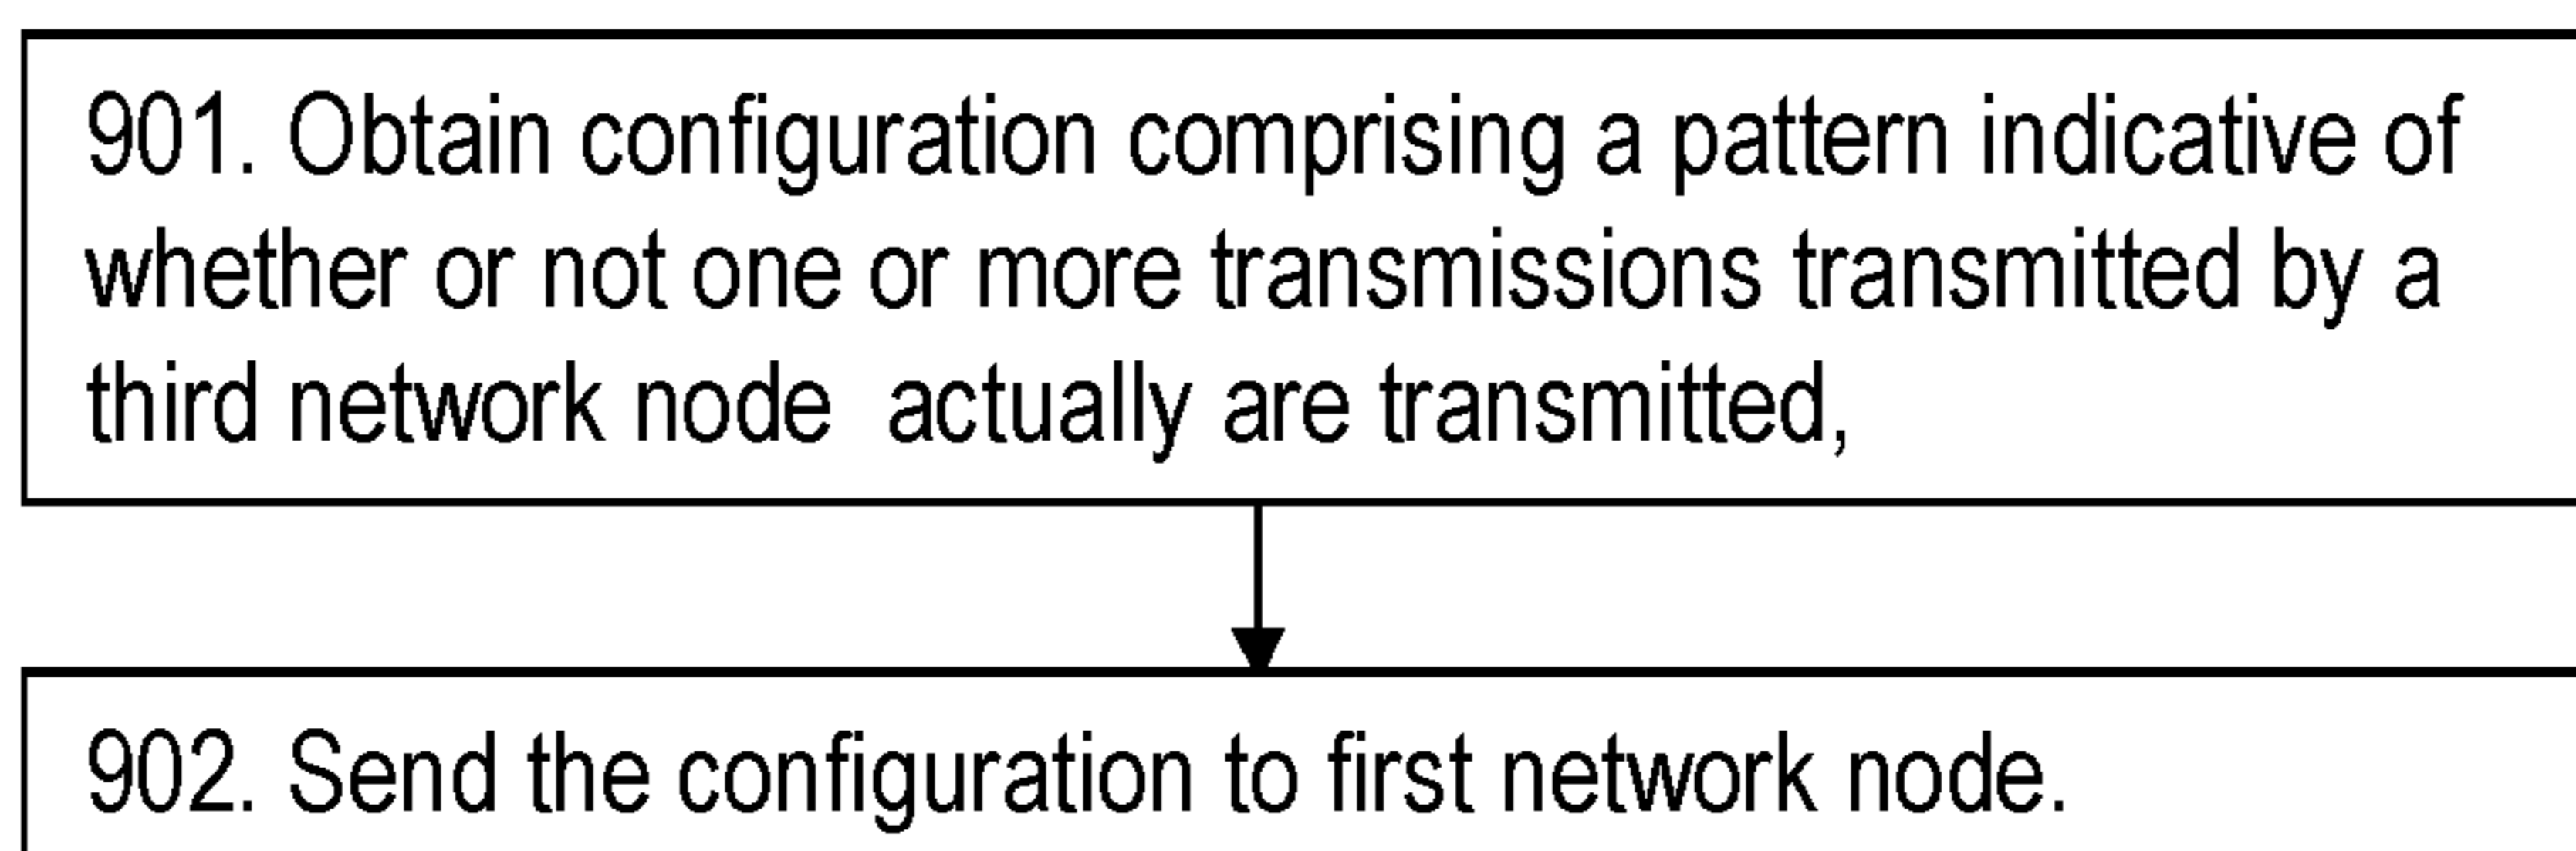 901. Obtain configuration comprising a pattern indicative of
whether or not one or more transmissions transmitted by a
third network node  actually are transmitted,
902. Send the configuration to first network node.